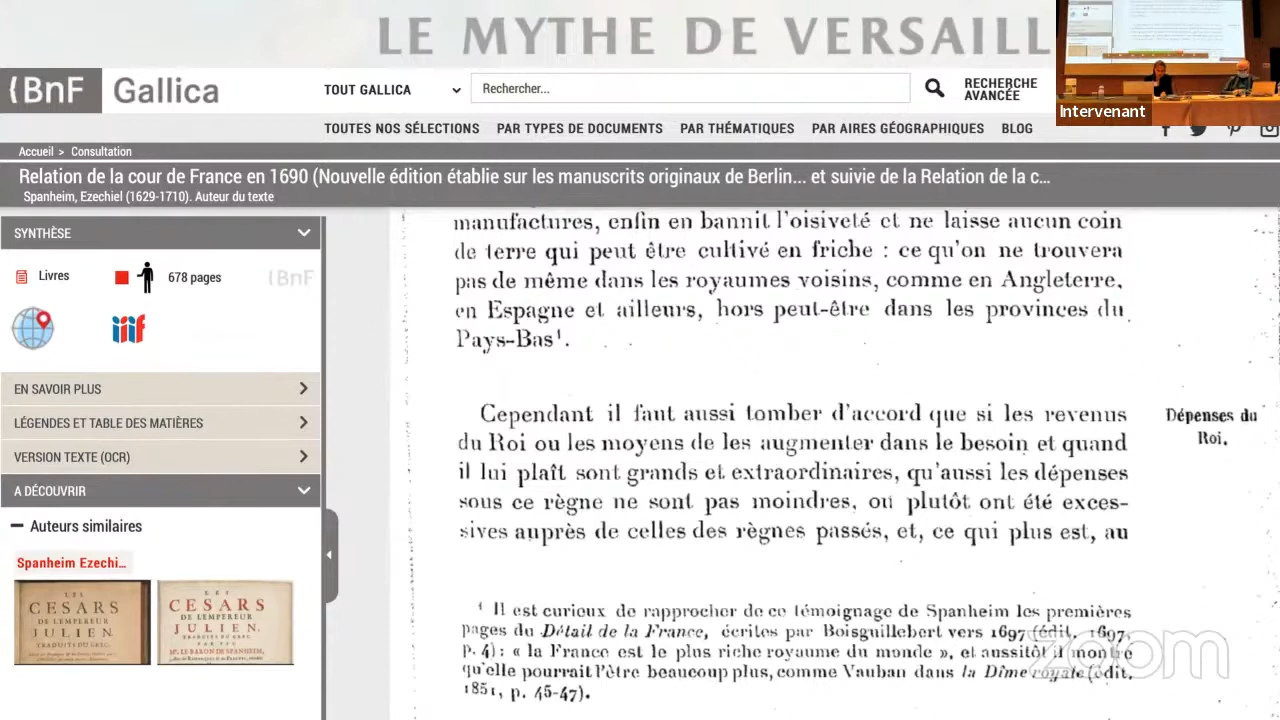 LE MYTHE DE VERSAILL
{BnF Gallica
TOUT GALLICA
Rechercher...
RECHERCHE
AVANCÉE
Intervenant
TOUTES NOS SÉLECTIONS PAR TYPES DE DOCUMENTS PAR THÉMATIQUES PAR AIRES GÉOGRAPHIQUES BLOG
Accueil > Consultation
Relation de la cour de France en 1690 (Nouvelle édition établie sur les manuscrits originaux de Berlin... et suivie de la Relation de la c...
Spanheim, Ezechiel (1629-1710). Auteur du texte
SYNTHÈSE
Livres
678 pages
{BnF
iiif
EN SAVOIR PLUS
LÉGENDES ET TABLE DES MATIÈRES
VERSION TEXTE (OCR)
A DÉCOUVRIR
Auteurs similaires
Spanheim Ezechi...
LES
CESARS
DE L'EMPEREUR
JULIEN,
TRADUITS DU GREC.
LES
CESARS
DE L'EMPEREUR
JULIEN,
TRADUITS DU GREC.
MR. LE BARON DE SPANHEIM,
manufactures, enfin en bannit l'oisiveté et ne laisse aucun coin
de terre qui peut être cultivé en friche : ce qu'on ne trouvera
pas de même dans les royaumes voisins, comme en Angleterre,
en Espagne et ailleurs, hors peut-être dans les provinces du
Pays-Bas¹.
Cependant il faut aussi tomber d'accord que si les revenus
du Roi ou les moyens de les augmenter dans le besoin et quand
il lui plaît sont grands et extraordinaires, qu'aussi les dépenses
sous ce règne ne sont pas moindres, ou plutôt ont été exces-
sives auprès de celles des règnes passés, et, ce qui plus est, au
Dépenses du
Roi.
¹ Il est curieux de rapprocher de ce témoignage de Spanheim les premières
pages du Détail de la France, écrites par Boisguillebert vers 1697 (édit. 1697,
p. 4) : « la France est le plus riche royaume du monde », et aussitôt il montre
qu'elle pourrait l'être beaucoup plus, comme Vauban dans la Dîme royale (édit.
1851, p. 45-47).
zoom